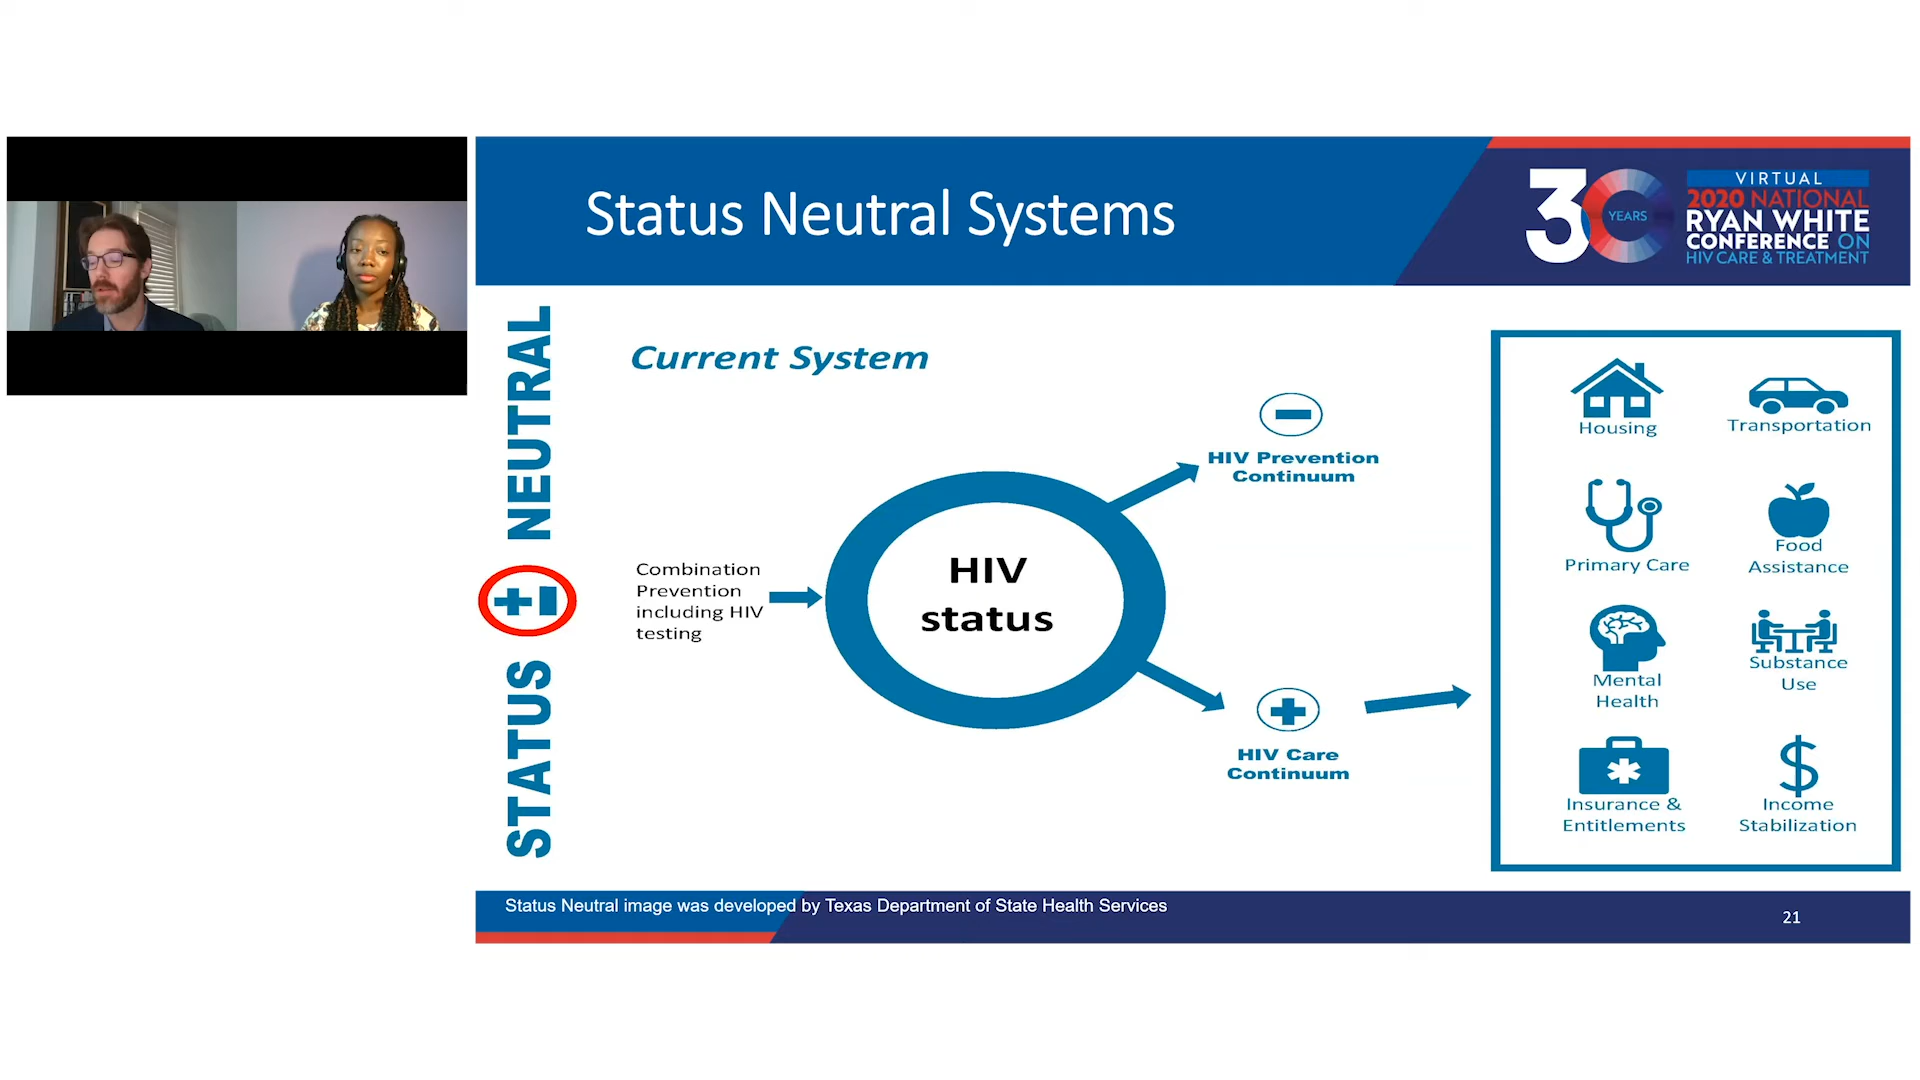 Status Neutral Systems
30 YEARS
VIRTUAL
2020 NATIONAL
RYAN WHITE
CONFERENCE ON
HIV CARE & TREATMENT
STATUS NEUTRAL
Current System
Combination
Prevention
including HIV
testing
HIV
status
HIV Prevention
Continuum
HIV Care
Continuum
Housing
Transportation
Primary Care
Food
Assistance
Mental
Health
Substance
Use
Insurance &
Entitlements
Income
Stabilization
Status Neutral image was developed by Texas Department of State Health Services
21